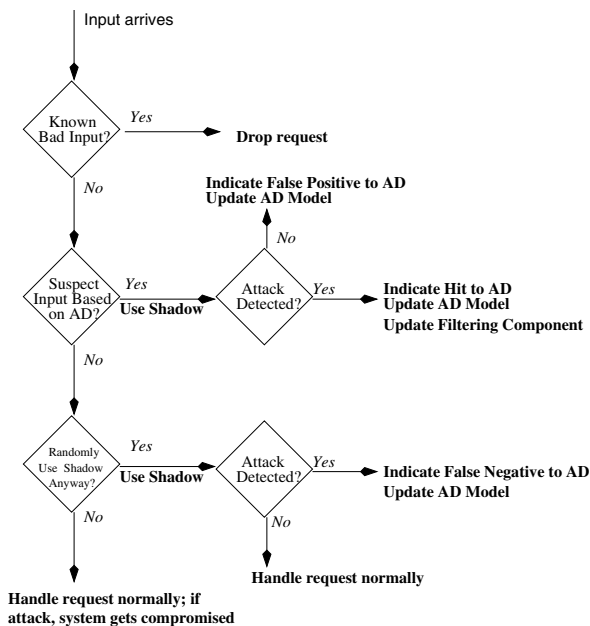 Input arrives
Known
Bad Input?
Yes
Drop request
No
Indicate False Positive to AD
Update AD Model
No
Suspect
Input Based
on AD?
Yes
Use Shadow
Attack
Detected?
Yes
Indicate Hit to AD
Update AD Model
Update Filtering Component
No
Randomly
Use Shadow
Anyway?
Yes
Use Shadow
Attack
Detected?
Yes
Indicate False Negative to AD
Update AD Model
No
No
Handle request normally
Handle request normally; if
attack, system gets compromised